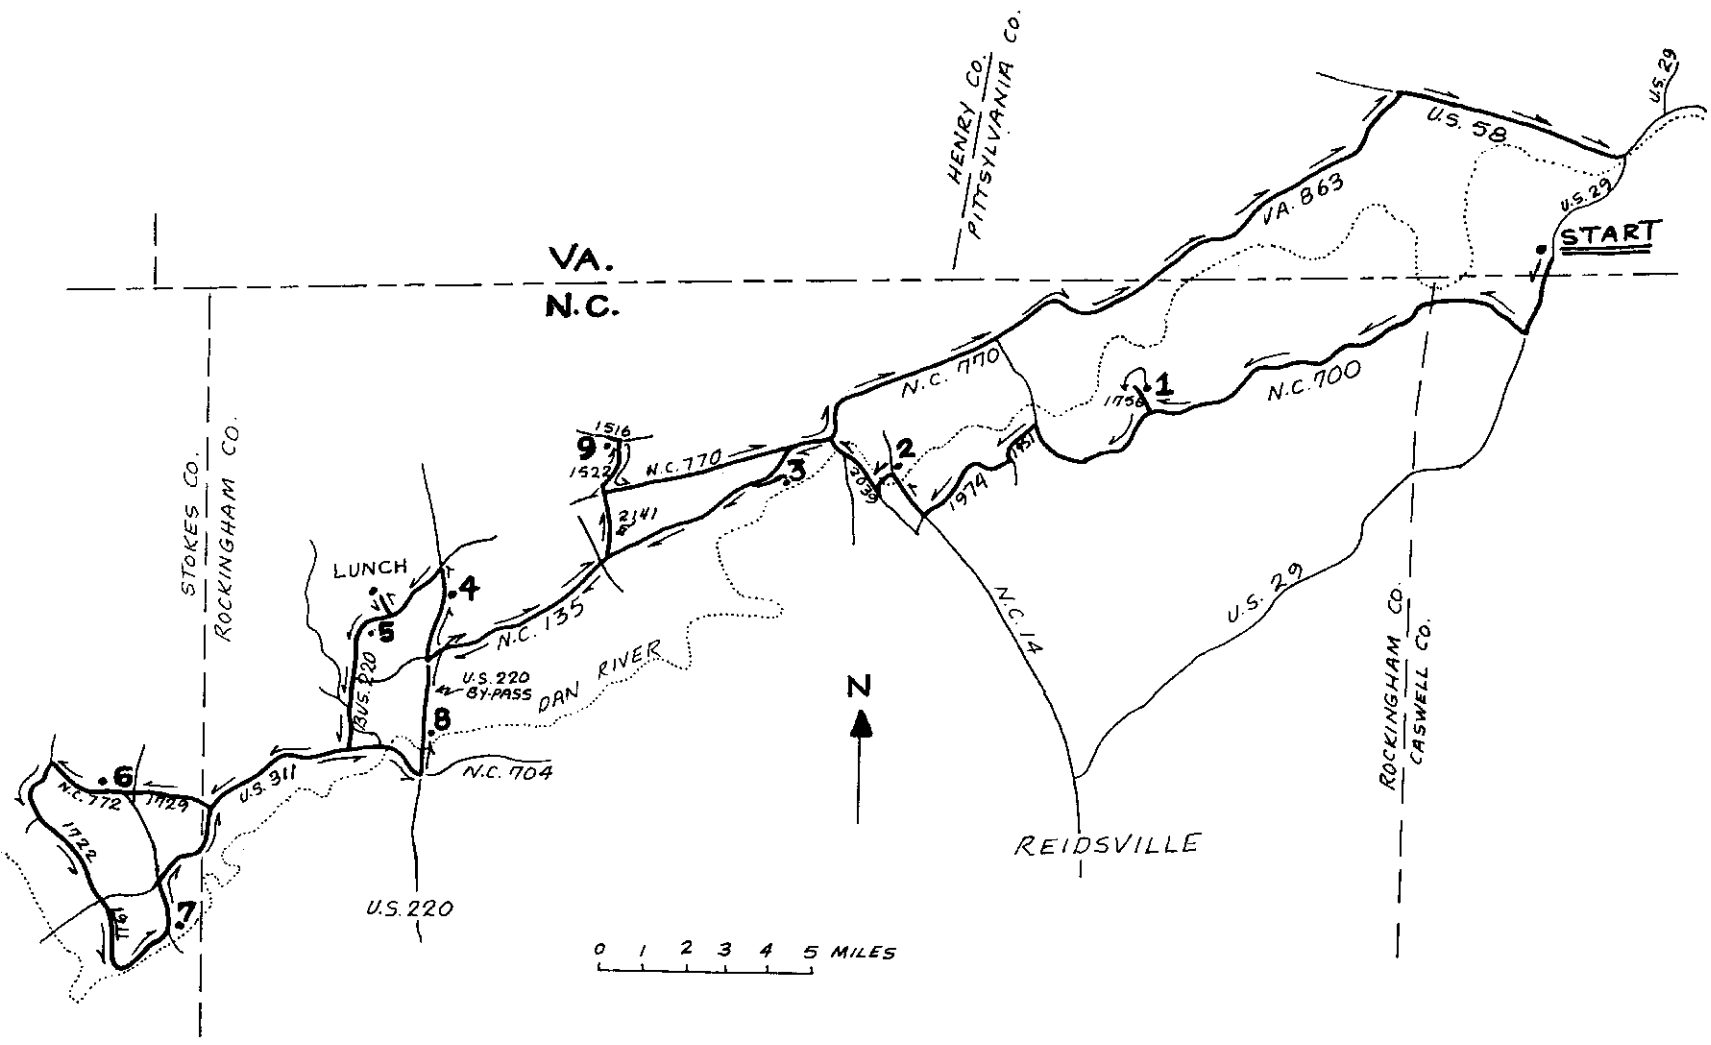 U.S. 29
HENRY CO.
PITTSYLVANIA CO.
U.S. 58
VA. 863
U.S. 29
START
VA.
N.C.
N.C. 770
N.C. 700
1
1756
1516
9
1522
N.C. 770
3
2
3039
1974
1951
2141
STOKES CO.
ROCKINGHAM CO.
LUNCH
4
5
N.C. 135
BUS. 220
U.S. 220
BY-PASS
DAN RIVER
N.C. 14
U.S. 29
ROCKINGHAM CO.
CASWELL CO.
N
8
N.C. 704
6
N.C. 772
1729
U.S. 311
1722
7
U.S. 220
REIDSVILLE
0 1 2 3 4 5 MILES